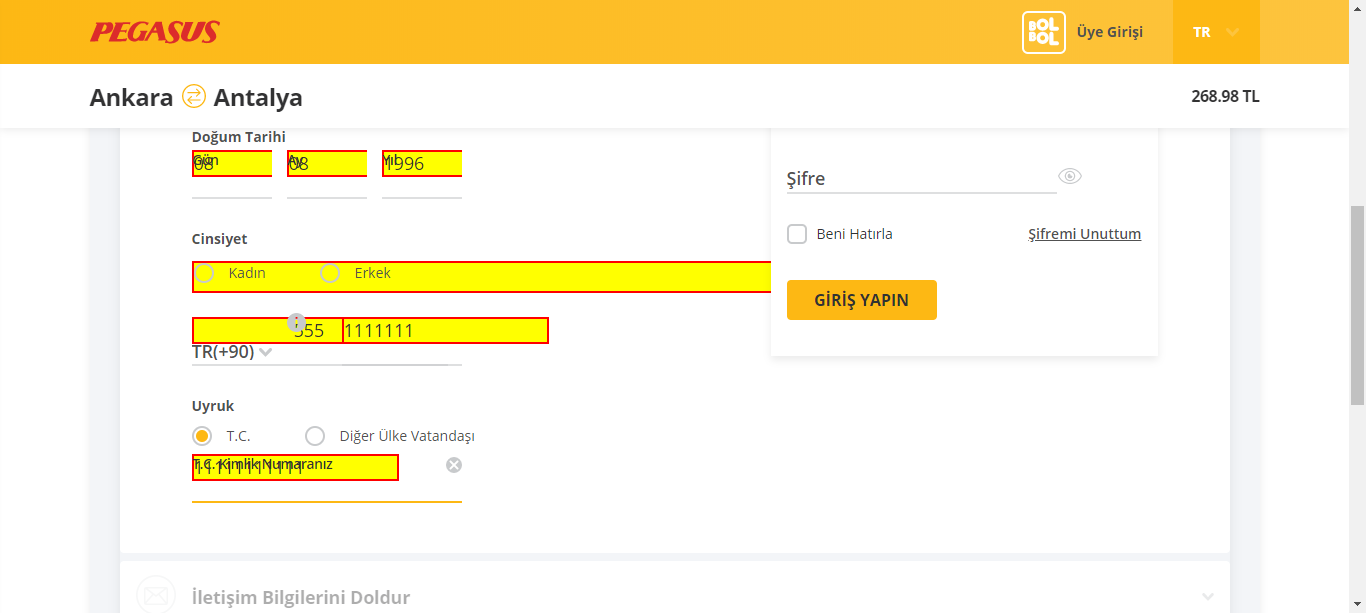 PEGASUS
BOL BOL Üye Girişi TR
Ankara Antalya 268.98 TL
Doğum Tarihi
Gün 08 Ay 08 Yıl 1996
Şifre
Beni Hatırla Şifremi Unuttum
Cinsiyet
Kadın Erkek
GİRİŞ YAPIN
555 1111111
TR(+90)
Uyruk
T.C. Diğer Ülke Vatandaşı
T.C. Kimlik Numaranız 11111111111
İletişim Bilgilerini Doldur